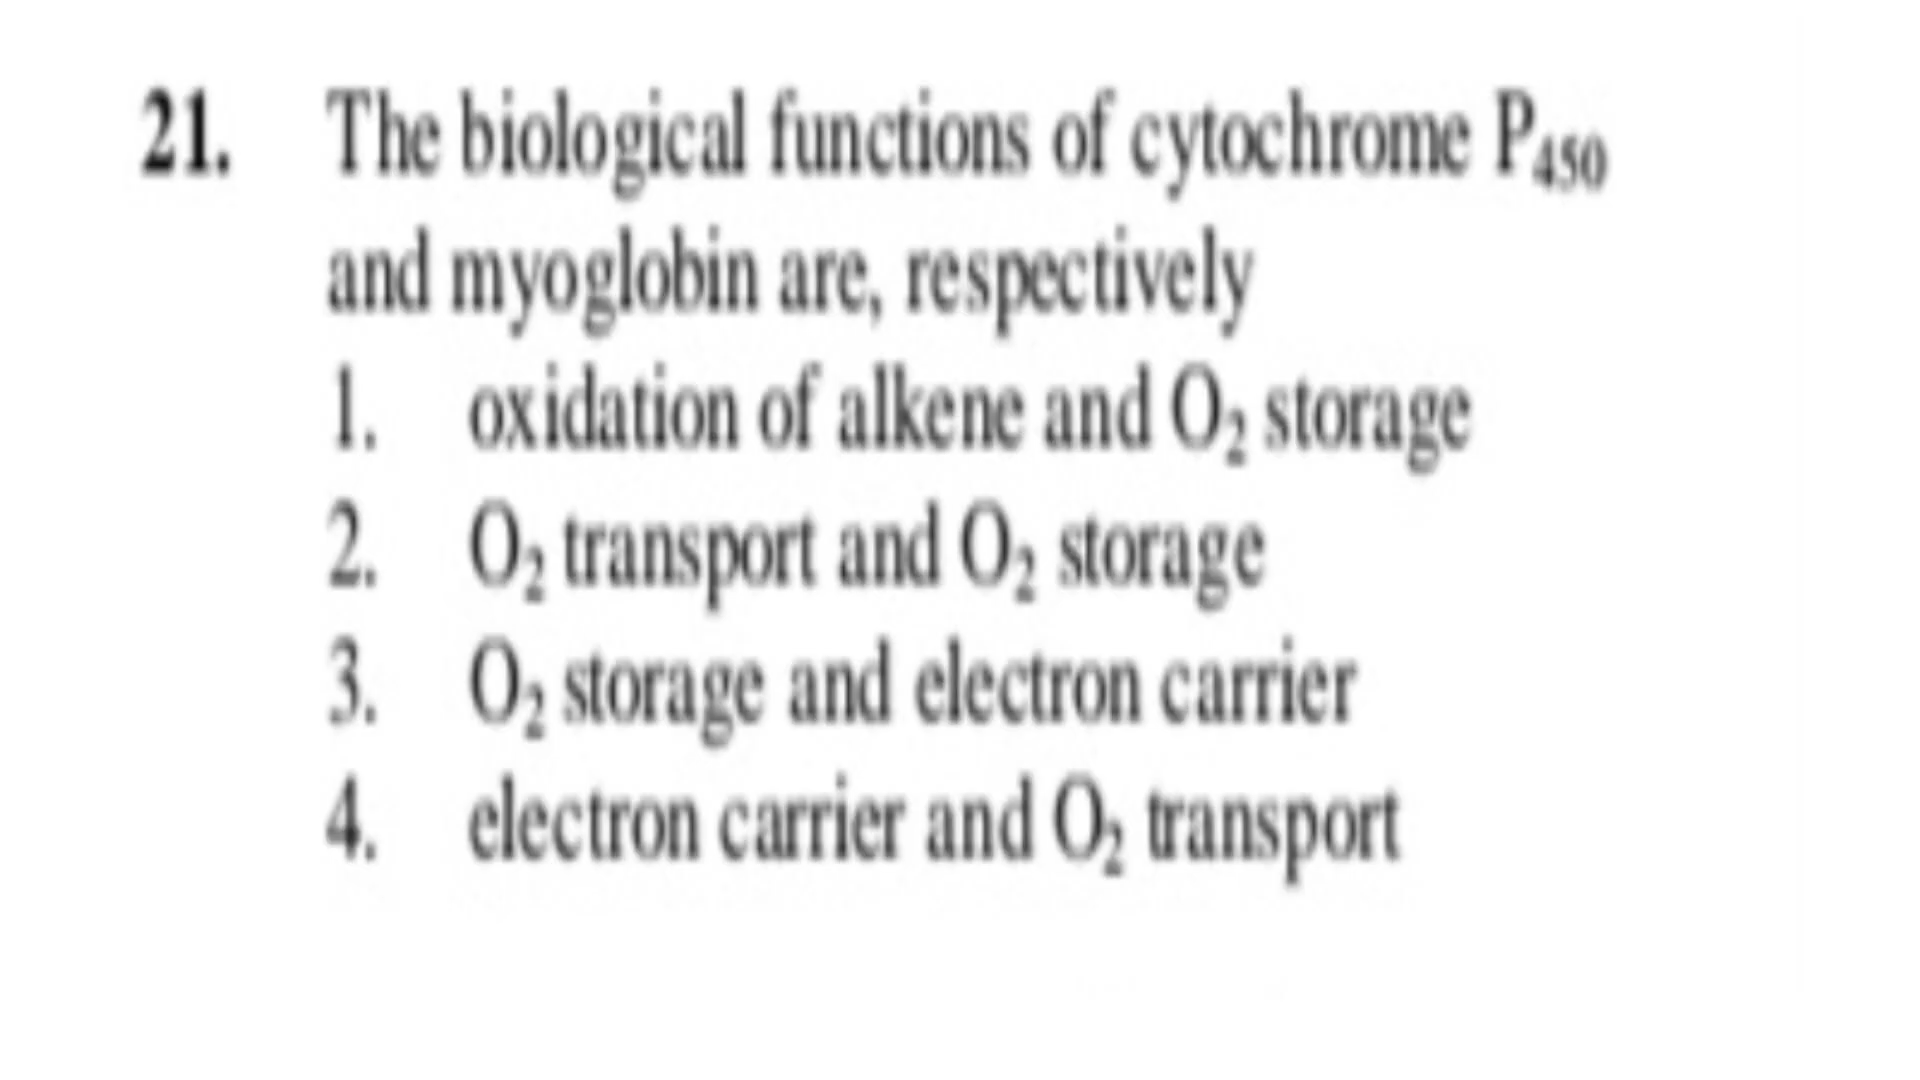 21. The biological functions of cytochrome P₄₅₀
and myoglobin are, respectively
1. oxidation of alkene and O₂ storage
2. O₂ transport and O₂ storage
3. O₂ storage and electron carrier
4. electron carrier and O₂ transport